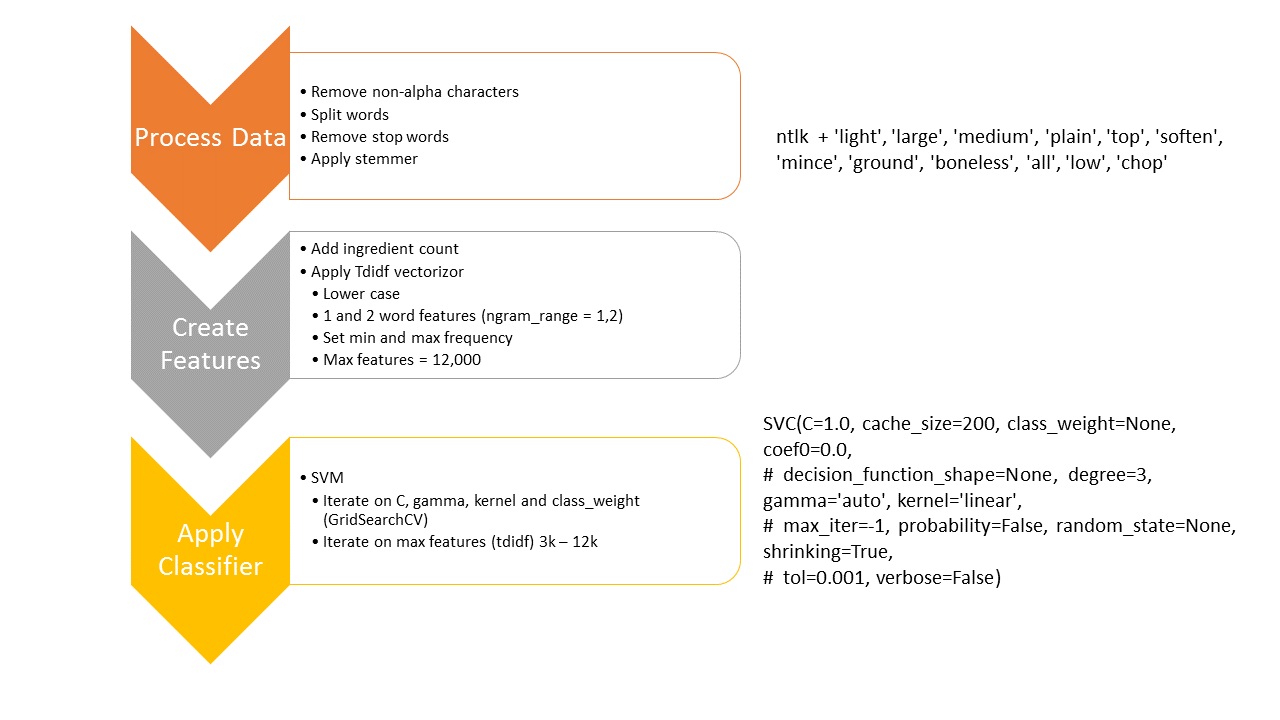 Process Data
• Remove non-alpha characters
• Split words
• Remove stop words
• Apply stemmer
ntlk + 'light', 'large', 'medium', 'plain', 'top', 'soften',
'mince', 'ground', 'boneless', 'all', 'low', 'chop'
Create
Features
• Add ingredient count
• Apply Tdidf vectorizor
• Lower case
• 1 and 2 word features (ngram_range = 1,2)
• Set min and max frequency
• Max features = 12,000
Apply
Classifier
• SVM
• Iterate on C, gamma, kernel and class_weight
(GridSearchCV)
• Iterate on max features (tdidf) 3k – 12k
SVC(C=1.0, cache_size=200, class_weight=None,
coef0=0.0,
# decision_function_shape=None, degree=3,
gamma='auto', kernel='linear',
# max_iter=-1, probability=False, random_state=None,
shrinking=True,
# tol=0.001, verbose=False)